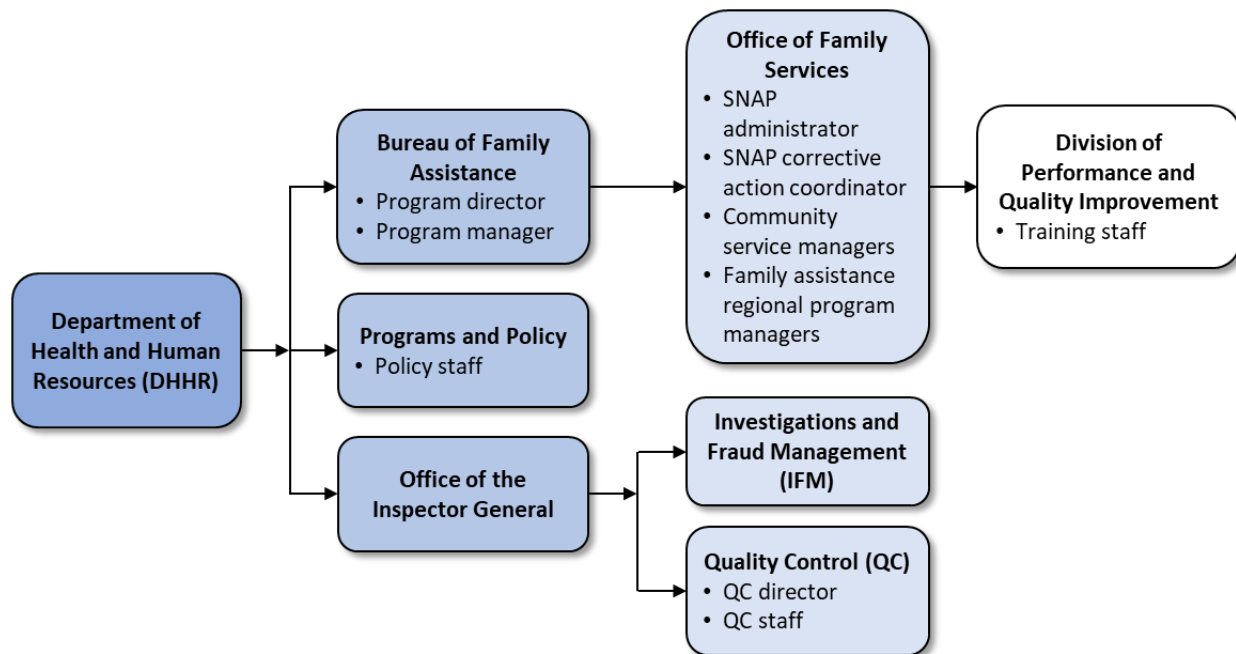 Department of
Health and Human
Resources (DHHR)
Bureau of Family
Assistance
• Program director
• Program manager
Programs and Policy
• Policy staff
Office of the
Inspector General
Office of Family
Services
• SNAP
administrator
• SNAP corrective
action coordinator
• Community
service managers
• Family assistance
regional program
managers
Investigations and
Fraud Management
(IFM)
Quality Control (QC)
• QC director
• QC staff
Division of
Performance and
Quality Improvement
• Training staff